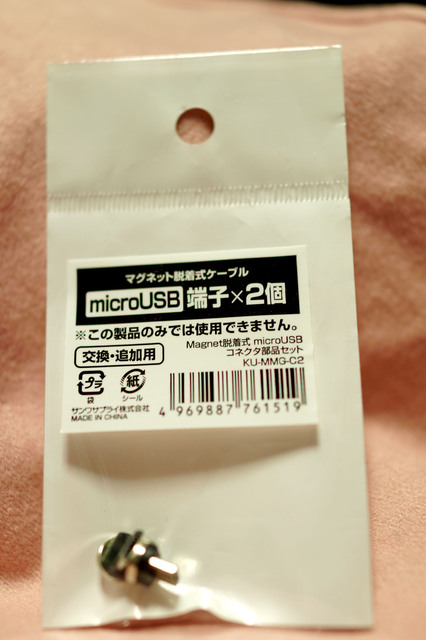 マグネット脱着式ケーブル
microUSB 端子×2個
※この製品のみでは使用できません。
交換・追加用
Magnet脱着式 microUSB
コネクタ部品セット
KU-MMG-C2
プラ 紙
袋 シール
サンワサプライ株式会社
MADE IN CHINA
4 969887 761519